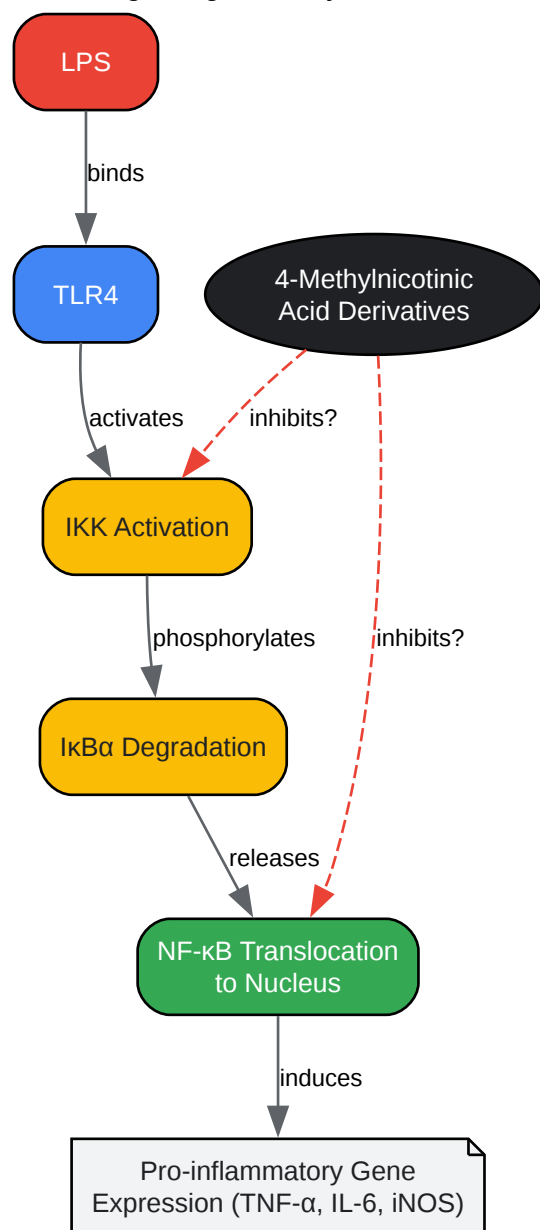 LPS
binds
TLR4
4-Methylnicotinic
Acid Derivatives
activates
inhibits?
IKK Activation
phosphorylates
inhibits?
IκBα Degradation
releases
NF-κB Translocation
to Nucleus
induces
Pro-inflammatory Gene
Expression (TNF-α, IL-6, iNOS)